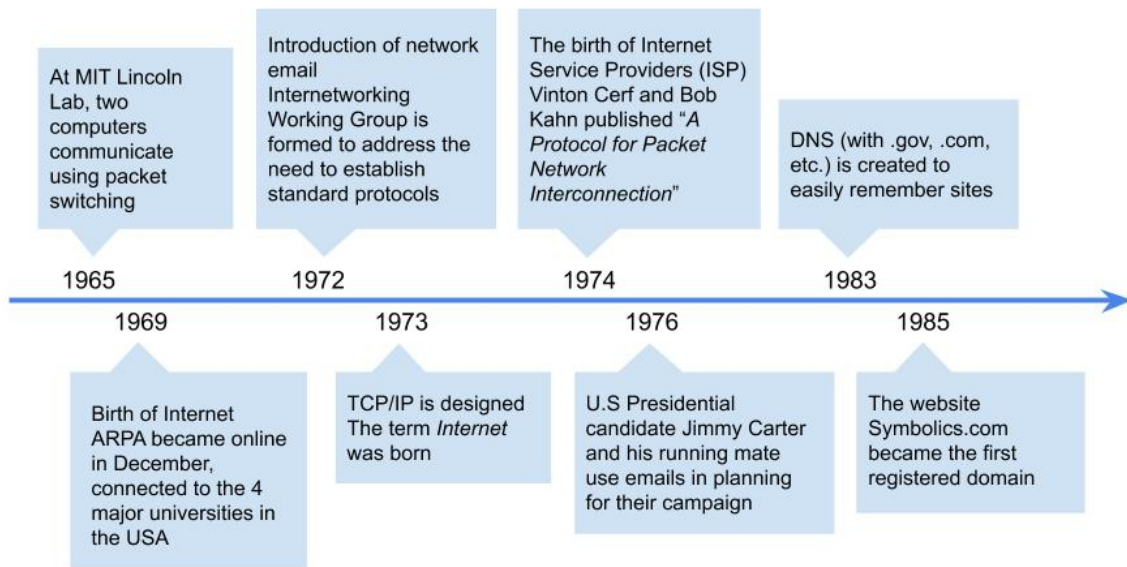 At MIT Lincoln
Lab, two
computers
communicate
using packet
switching
1965
Introduction of network
email
Internetworking
Working Group is
formed to address the
need to establish
standard protocols
1972
The birth of Internet
Service Providers (ISP)
Vinton Cerf and Bob
Kahn published “A
Protocol for Packet
Network
Interconnection”
1974
DNS (with .gov, .com,
etc.) is created to
easily remember sites
1983
1969
Birth of Internet
ARPA became online
in December,
connected to the 4
major universities in
the USA
1973
TCP/IP is designed
The term Internet
was born
1976
U.S Presidential
candidate Jimmy Carter
and his running mate
use emails in planning
for their campaign
1985
The website
Symbolics.com
became the first
registered domain